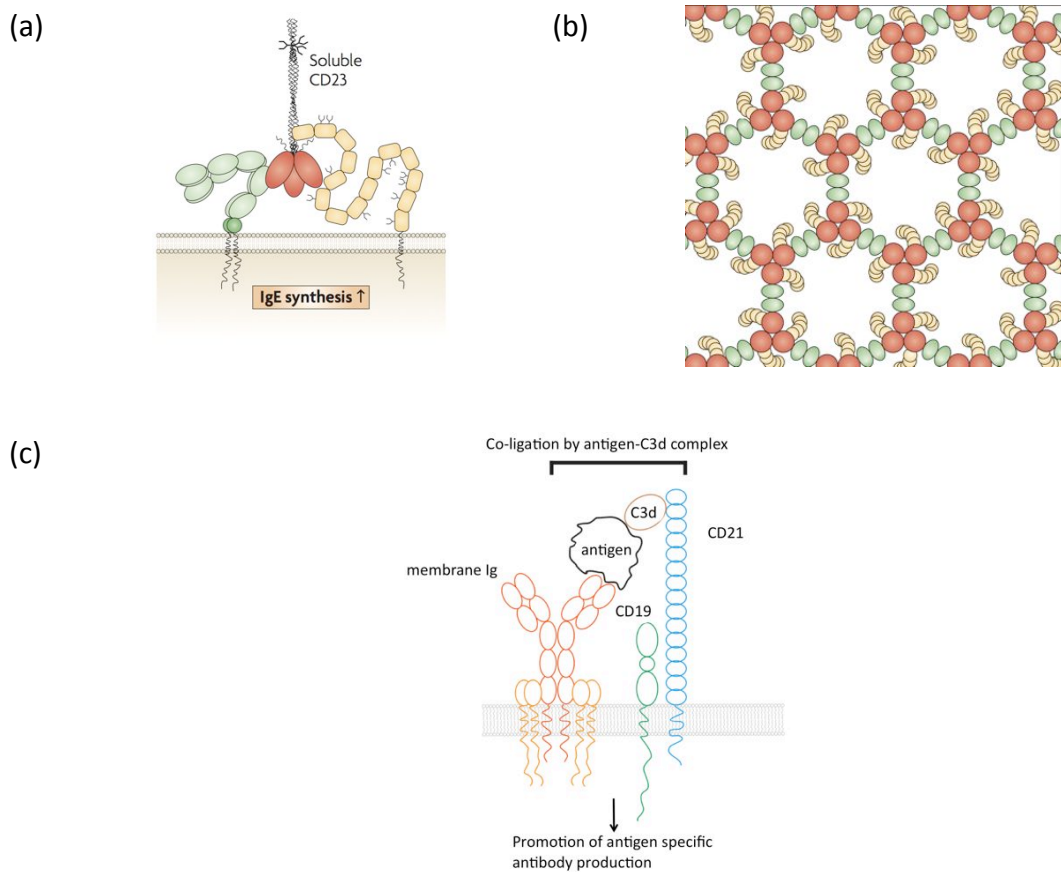 (a)
Soluble
CD23
IgE synthesis ↑
(b)
(c)
Co-ligation by antigen-C3d complex
C3d
antigen
CD21
membrane Ig
CD19
Promotion of antigen specific
antibody production